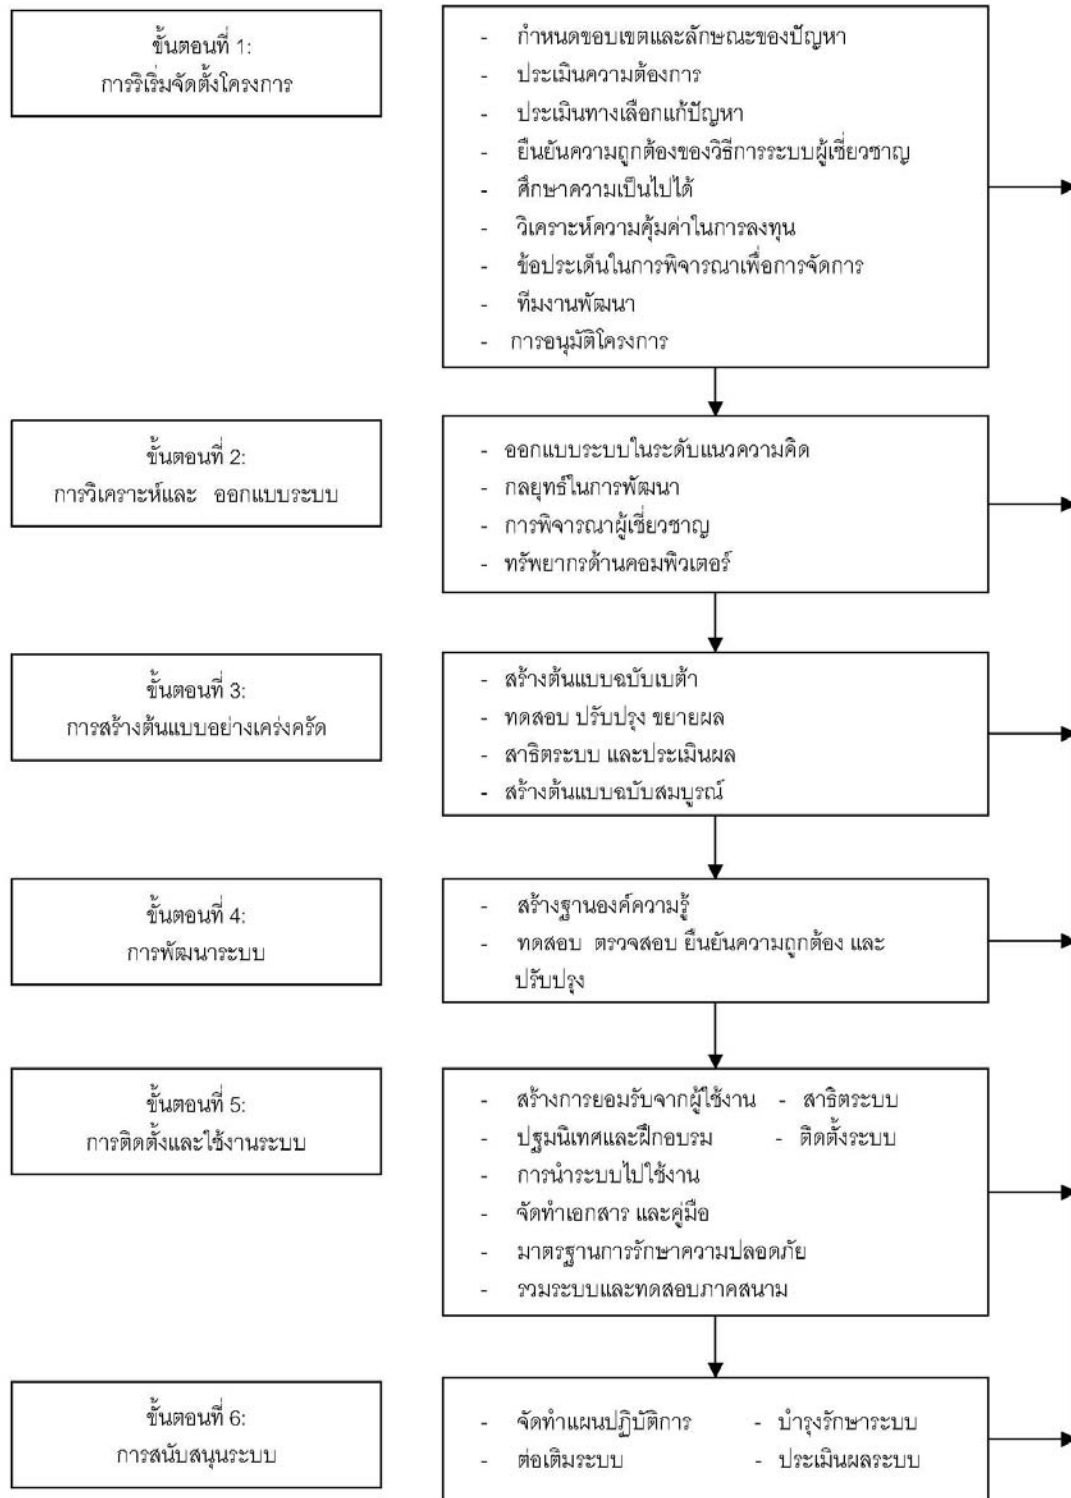 ขั้นตอนที่ 1:
การริเริ่มจัดตั้งโครงการ
- กำหนดขอบเขตและลักษณะของปัญหา
- ประเมินความต้องการ
- ประเมินทางเลือกแก้ปัญหา
- ยืนยันความถูกต้องของวิธีการระบบผู้เชี่ยวชาญ
- ศึกษาความเป็นไปได้
- วิเคราะห์ความคุ้มค่าในการลงทุน
- ข้อประเด็นในการพิจารณาเพื่อการจัดการ
- ทีมงานพัฒนา
- การอนุมัติโครงการ
ขั้นตอนที่ 2:
การวิเคราะห์และ ออกแบบระบบ
- ออกแบบระบบในระดับแนวความคิด
- กลยุทธ์ในการพัฒนา
- การพิจารณาผู้เชี่ยวชาญ
- ทรัพยากรด้านคอมพิวเตอร์
ขั้นตอนที่ 3:
การสร้างต้นแบบอย่างเคร่งครัด
- สร้างต้นแบบฉบับเบต้า
- ทดสอบ ปรับปรุง ขยายผล
- สาธิตระบบ และประเมินผล
- สร้างต้นแบบฉบับสมบูรณ์
ขั้นตอนที่ 4:
การพัฒนาระบบ
- สร้างฐานองค์ความรู้
- ทดสอบ ตรวจสอบ ยืนยันความถูกต้อง และ
ปรับปรุง
ขั้นตอนที่ 5:
การติดตั้งและใช้งานระบบ
- สร้างการยอมรับจากผู้ใช้งาน - สาธิตระบบ
- ปฐมนิเทศและฝึกอบรม - ติดตั้งระบบ
- การนำระบบไปใช้งาน
- จัดทำเอกสาร และคู่มือ
- มาตรฐานการรักษาความปลอดภัย
- รวมระบบและทดสอบภาคสนาม
ขั้นตอนที่ 6:
การสนับสนุนระบบ
- จัดทำแผนปฏิบัติการ - บำรุงรักษาระบบ
- ต่อเติมระบบ - ประเมินผลระบบ